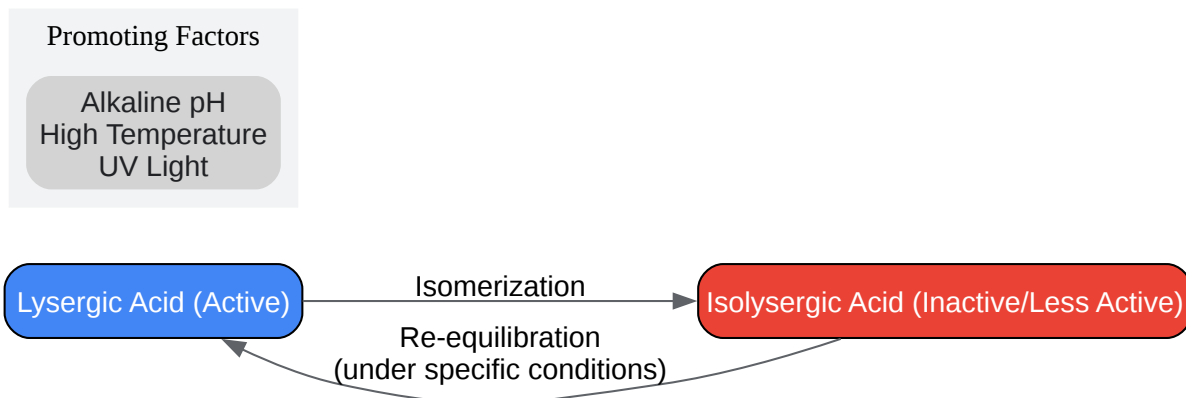 Promoting Factors
Alkaline pH
High Temperature
UV Light
Lysergic Acid (Active)
Isomerization
Isolysergic Acid (Inactive/Less Active)
Re-equilibration
(under specific conditions)